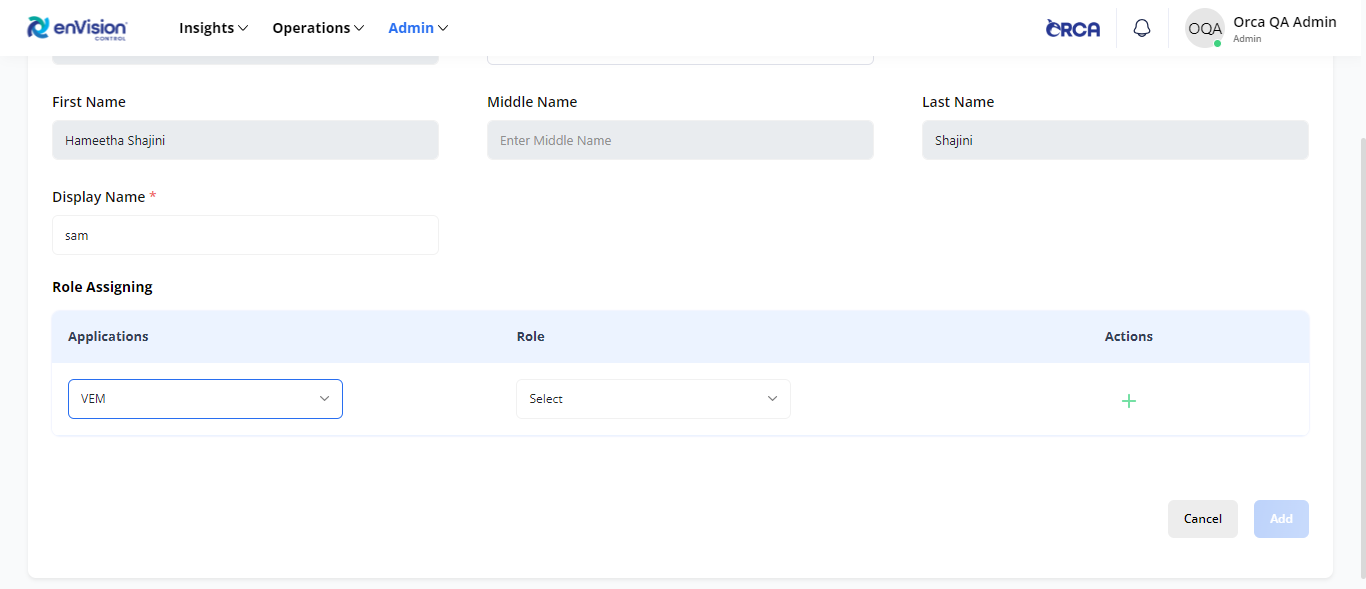 enVision
CONTROL
Insights
Operations
Admin
ORCA
OQA
Orca QA Admin
Admin
First Name
Middle Name
Last Name
Hameetha Shajini
Enter Middle Name
Shajini
Display Name *
sam
Role Assigning
Applications
Role
Actions
VEM
Select
+
Cancel
Add